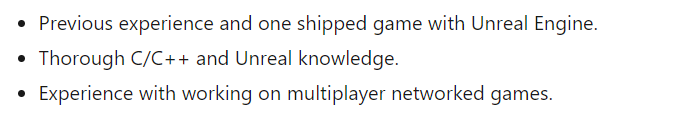 • Previous experience and one shipped game with Unreal Engine.
• Thorough C/C++ and Unreal knowledge.
• Experience with working on multiplayer networked games.